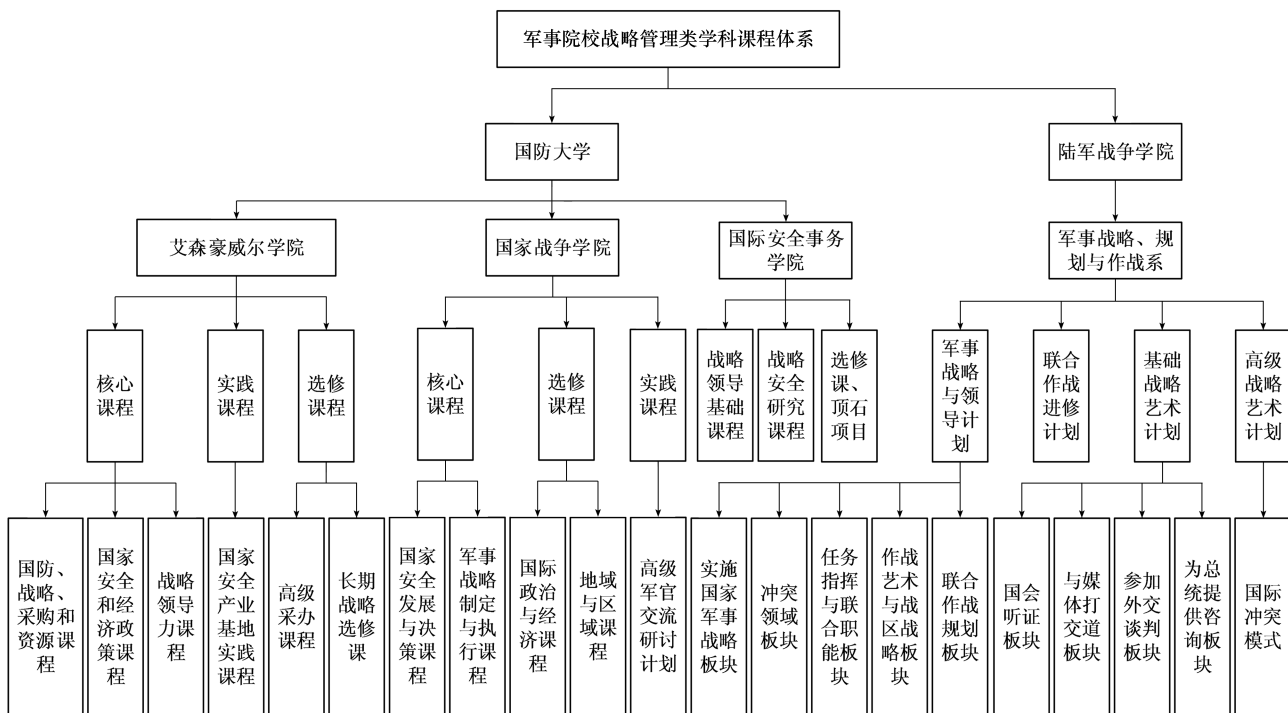 军事院校战略管理类学科课程体系
国防大学
陆军战争学院
艾森豪威尔学院
国家战争学院
国际安全事务
学院
军事战略、规
划与作战系
核心
课程
实践
课程
选修
课程
核心
课程
选修
课程
实践
课程
战略
领导
基础
课程
战略
安全
研究
课程
选修
课、
顶石
项目
军事
战略
与领
导计划
联合
作战
进修
计划
基础
战略
艺术
计划
高级
战略
艺术
计划
国防、
战略、
采购和
资源课
程
国家
安全
和经
济政
策课程
战略
领导
力课
程
国家
安全
产业
基地
实践
课程
高级
采办
课程
长期
战略
选修
课
国家
安全
发展
与决
策课程
军事
战略
制定
与执
行课程
国际
政治
与经
济课程
地域
与区
域课
程
高级
军官
交流
研讨
计划
实施
国家
军事
战略
板块
冲突
领域
板块
任务
指挥
与联
合职
能板
块
作战
艺术
与战
区战
略板
块
联合
作战
规划
板块
国会
听证
板块
与媒
体打
交道
板块
参加
外交
谈判
板块
为总
统提
供咨
询板
块
国际
冲突
模式